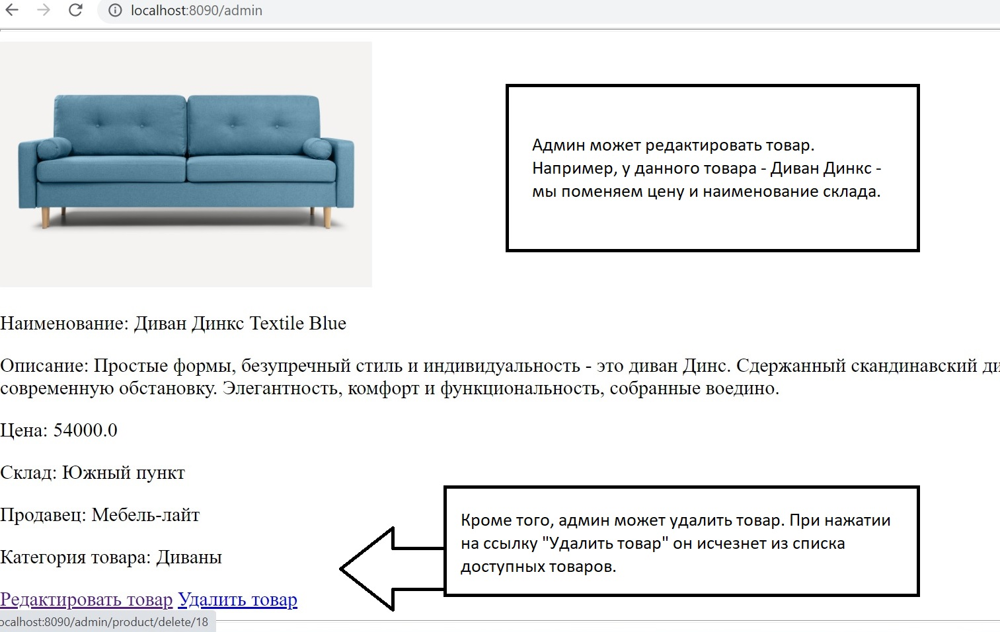 localhost:8090/admin
Админ может редактировать товар.
Например, у данного товара - Диван Динкс -
мы поменяем цену и наименование склада.
Наименование: Диван Динкс Textile Blue
Описание: Простые формы, безупречный стиль и индивидуальность - это диван Динс. Сдержанный скандинавский ди
современную обстановку. Элегантность, комфорт и функциональность, собранные воедино.
Цена: 54000.0
Склад: Южный пункт
Продавец: Мебель-лайт
Кроме того, админ может удалить товар. При нажатии
на ссылку "Удалить товар" он исчезнет из списка
доступных товаров.
Категория товара: Диваны
Редактировать товар Удалить товар
ocalhost:8090/admin/product/delete/18